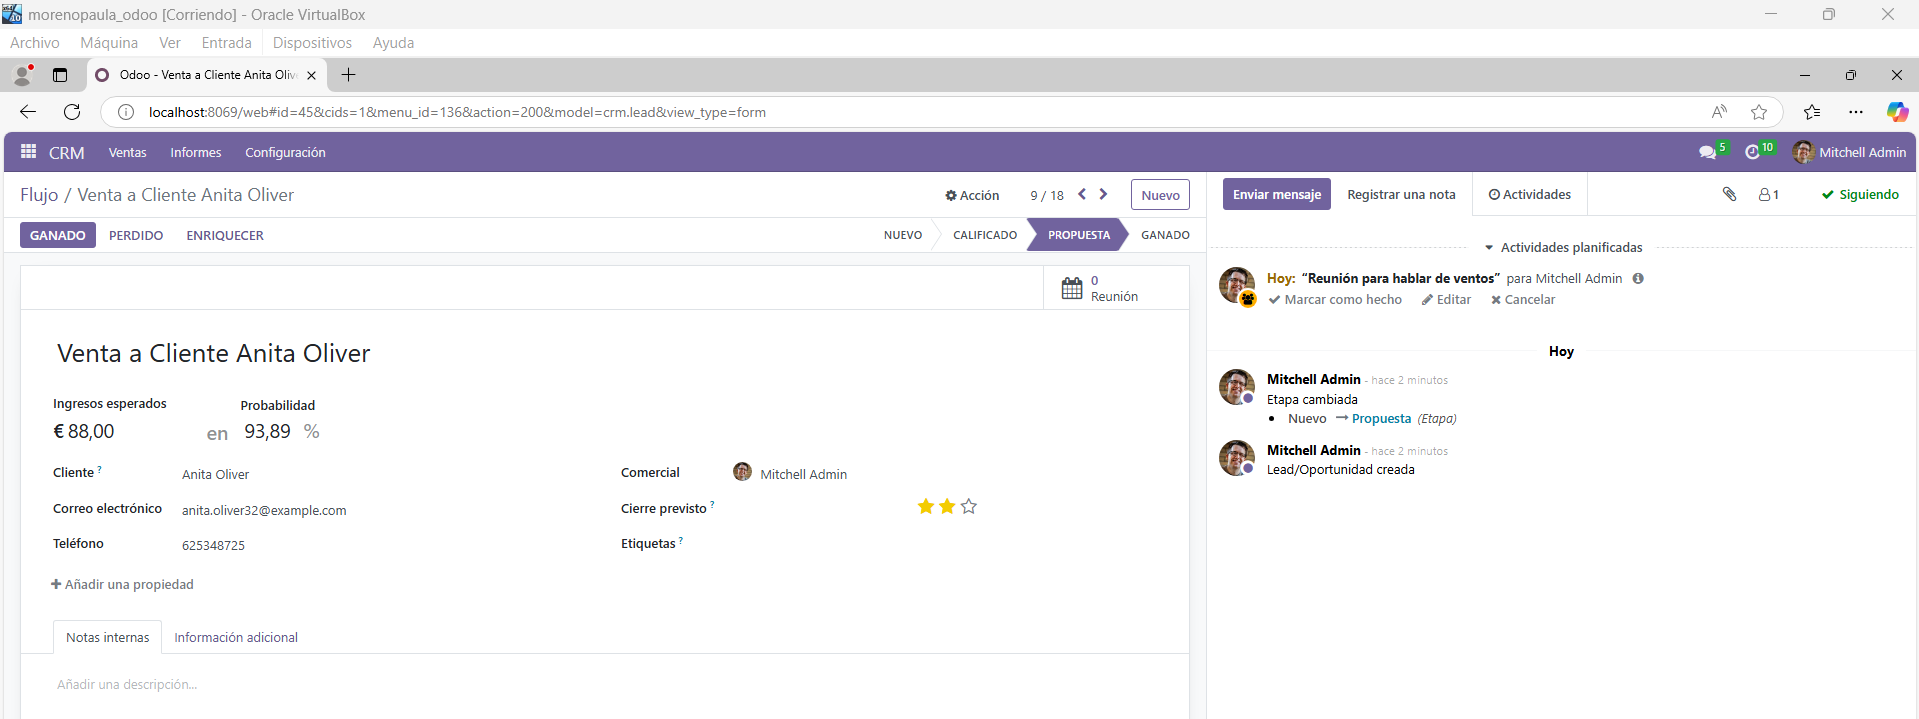 morenopaula_odoo [Corriendo] - Oracle VirtualBox
Archivo Máquina Ver Entrada Dispositivos Ayuda
Odoo - Venta a Cliente Anita Oliv
localhost:8069/web#id=45&cids=1&menu_id=136&action=200&model=crm.lead&view_type=form
CRM Ventas Informes Configuración 5 10 Mitchell Admin
Flujo / Venta a Cliente Anita Oliver Acción 9 / 18 Nuevo
GANADO PERDIDO ENRIQUECER NUEVO CALIFICADO PROPUESTA GANADO
0
Reunión
Venta a Cliente Anita Oliver
Ingresos esperados Probabilidad
€ 88,00 en 93,89 %
Cliente ? Anita Oliver Comercial Mitchell Admin
Correo electrónico anita.oliver32@example.com Cierre previsto ?
Teléfono 625348725 Etiquetas ?
Añadir una propiedad
Notas internas Información adicional
Añadir una descripción...
Enviar mensaje Registrar una nota Actividades 1 Siguiendo
Actividades planificadas
Hoy: “Reunión para hablar de ventos” para Mitchell Admin
Marcar como hecho Editar Cancelar
Hoy
Mitchell Admin - hace 2 minutos
Etapa cambiada
Nuevo → Propuesta (Etapa)
Mitchell Admin - hace 2 minutos
Lead/Oportunidad creada